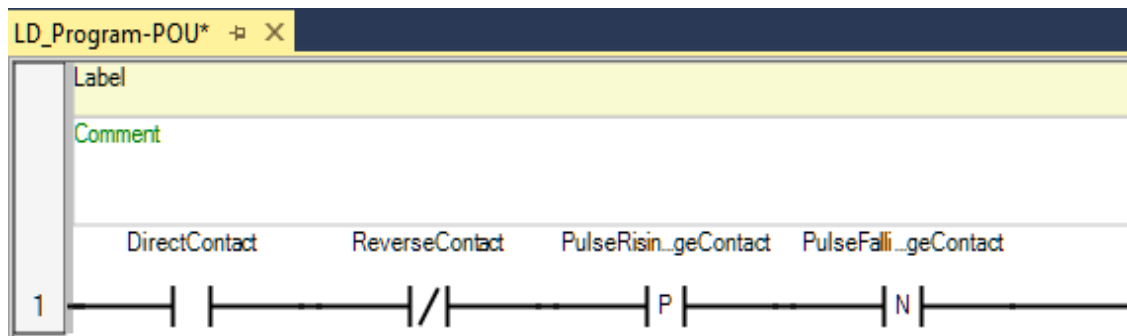 LD_Program-POU*
Label
Comment
DirectContact ReverseContact PulseRisin...geContact PulseFalli...geContact
1 / P N